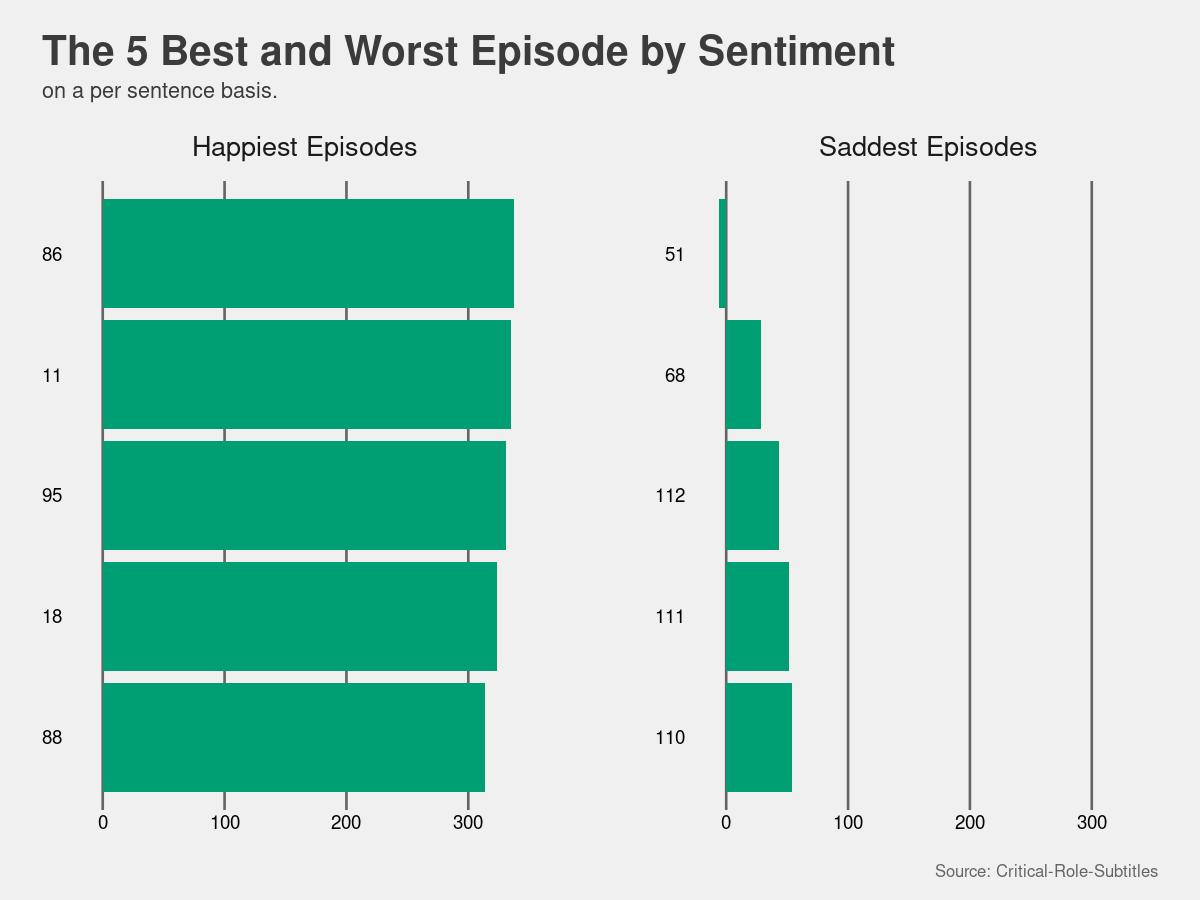 The 5 Best and Worst Episode by Sentiment
on a per sentence basis.
Happiest Episodes
86
11
95
18
88
0 100 200 300
Saddest Episodes
51
68
112
111
110
0 100 200 300
Source: Critical-Role-Subtitles